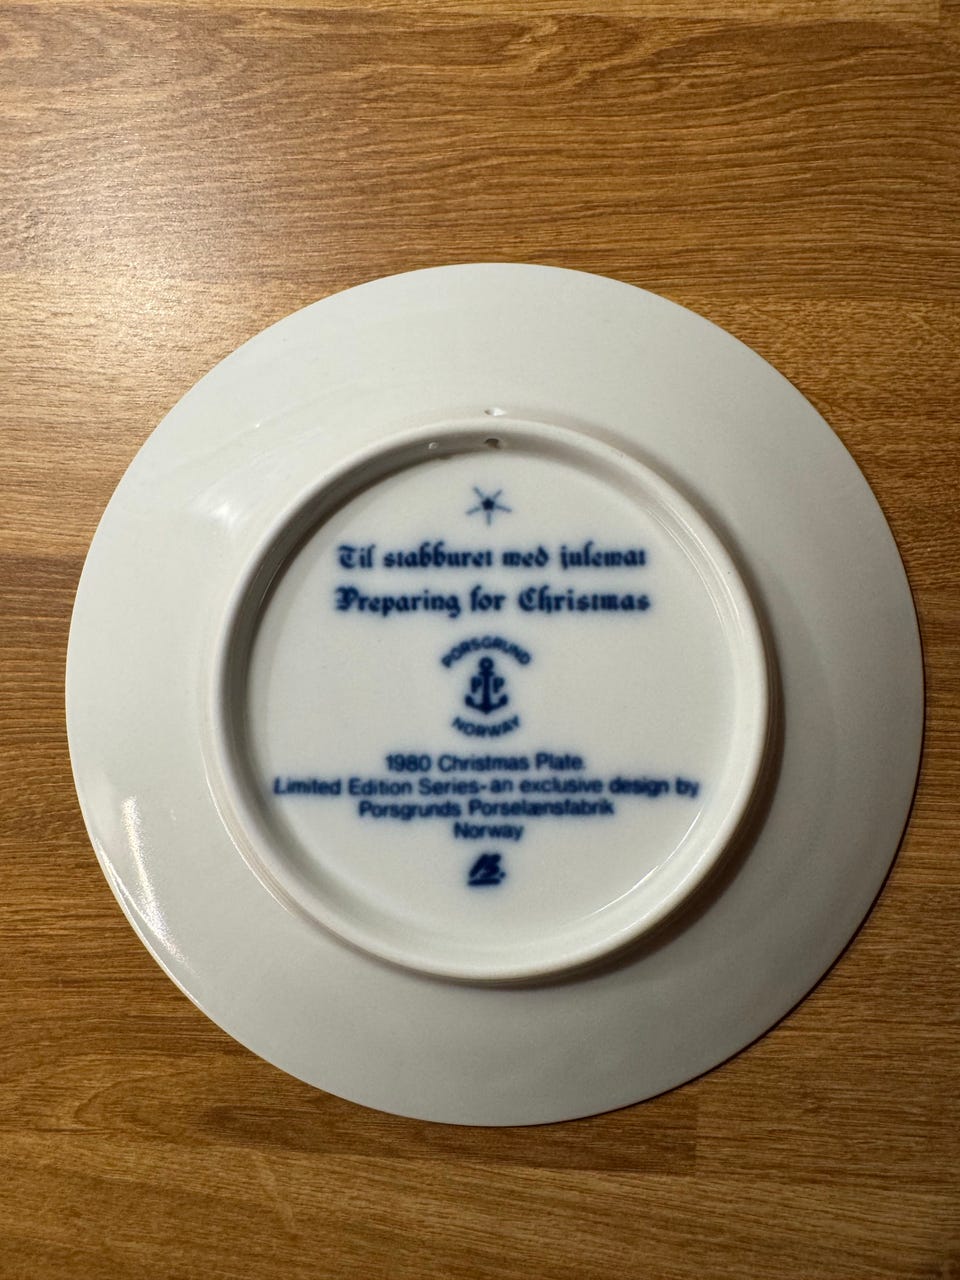 Til stabburet med julemat
Preparing for Christmas
PORSGRUND
PP
NORWAY
1980 Christmas Plate.
Limited Edition Series-an exclusive design by
Porsgrunds Porselænsfabrik
Norway